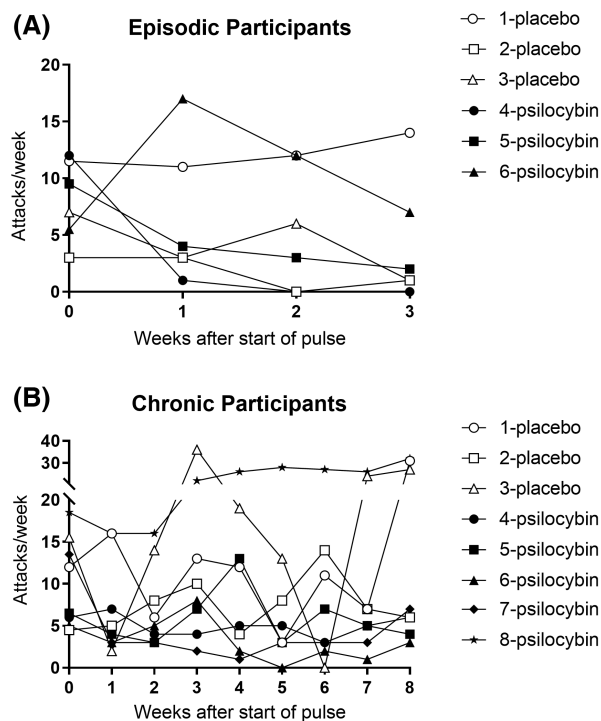 (A)
Episodic Participants
20
15
10
5
0
Attacks/week
0 1 2 3
Weeks after start of pulse
1-placebo
2-placebo
3-placebo
4-psilocybin
5-psilocybin
6-psilocybin
(B)
Chronic Participants
40
30
20
15
10
5
0
Attacks/week
0 1 2 3 4 5 6 7 8
Weeks after start of pulse
1-placebo
2-placebo
3-placebo
4-psilocybin
5-psilocybin
6-psilocybin
7-psilocybin
8-psilocybin